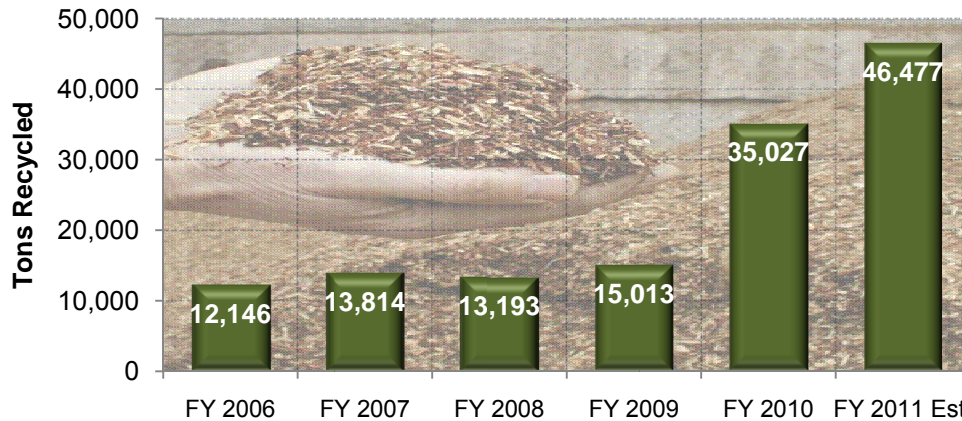 Tons Recycled
50,000
40,000
30,000
20,000
10,000
0
12,146
13,814
13,193
15,013
35,027
46,477
FY 2006
FY 2007
FY 2008
FY 2009
FY 2010
FY 2011 Est